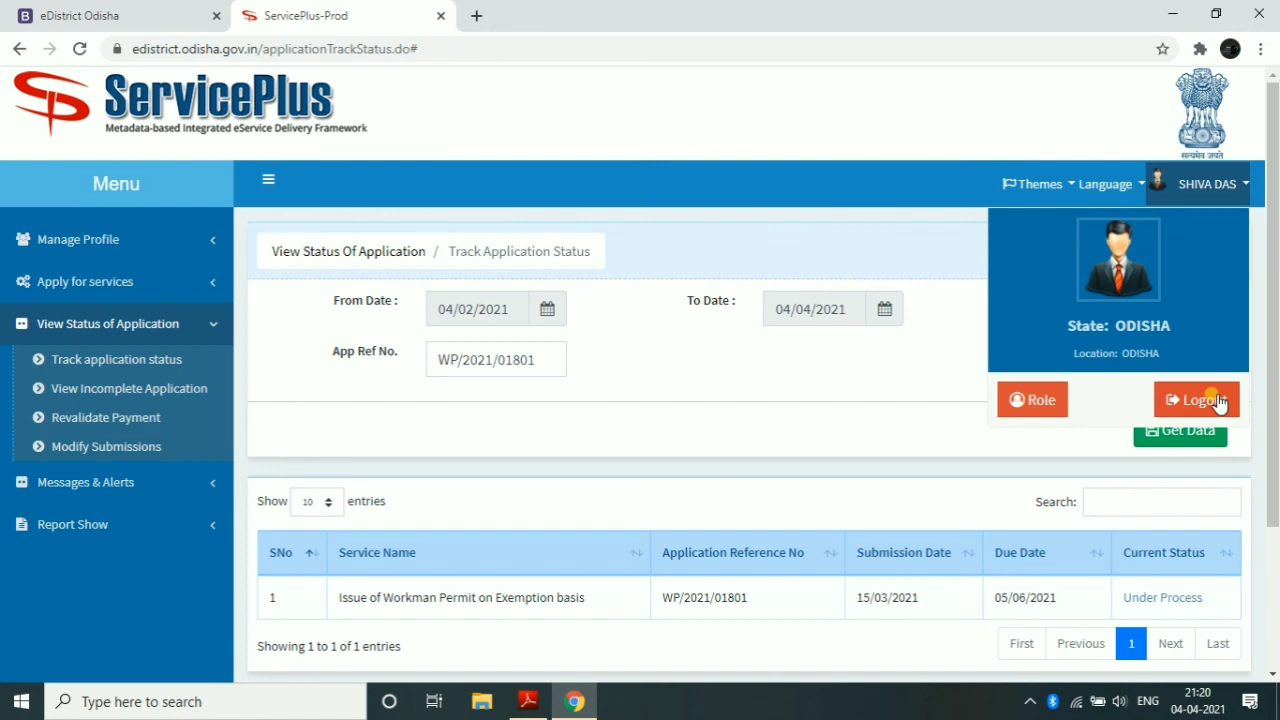 eDistrict Odisha
ServicePlus-Prod
edistrict.odisha.gov.in/applicationTrackStatus.do#
ServicePlus
Metadata-based Integrated eService Delivery Framework
सत्यमेव जयते
Menu
Themes Language SHIVA DAS
Manage Profile
Apply for services
View Status of Application
Track application status
View Incomplete Application
Revalidate Payment
Modify Submissions
Messages & Alerts
Report Show
View Status Of Application / Track Application Status
From Date : 04/02/2021 To Date : 04/04/2021
App Ref No. WP/2021/01801
State: ODISHA
Location: ODISHA
Role Logout
Get Data
Show 10 entries Search:
SNo Service Name Application Reference No Submission Date Due Date Current Status
1 Issue of Workman Permit on Exemption basis WP/2021/01801 15/03/2021 05/06/2021 Under Process
Showing 1 to 1 of 1 entries First Previous 1 Next Last
Type here to search ENG 21:20
04-04-2021